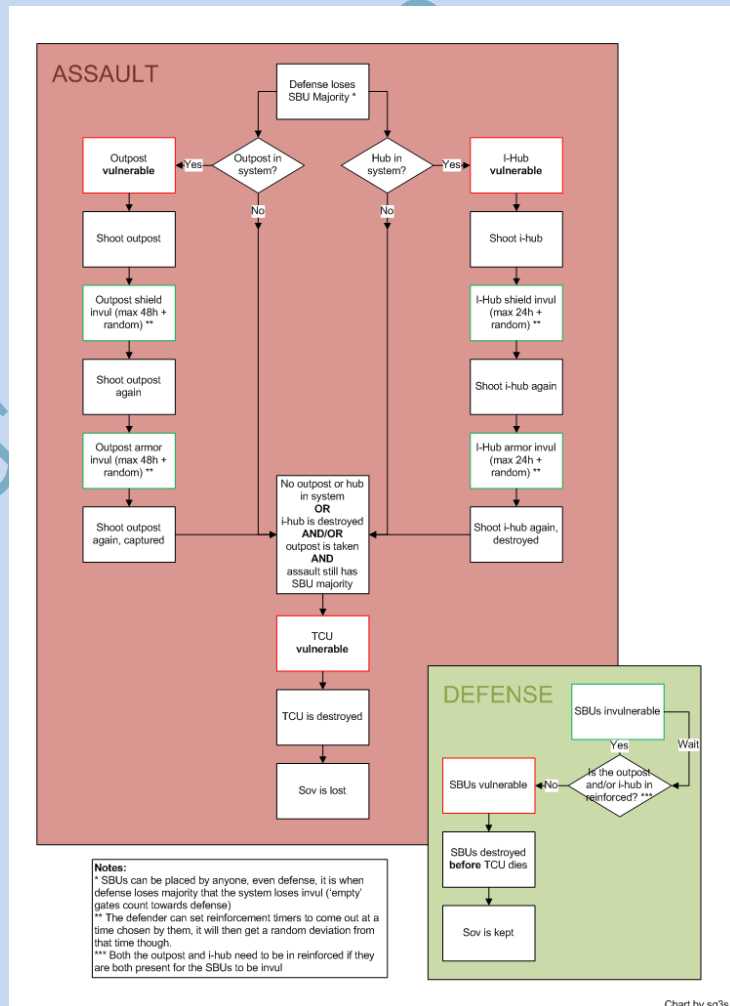 ASSAULT
Defense loses
SBU Majority *
Outpost
vulnerable
Yes
Outpost in
system?
Hub in
system?
Yes
I-Hub
vulnerable
No
No
Shoot outpost
Shoot i-hub
Outpost shield
invul (max 48h +
random) **
I-Hub shield invul
(max 24h +
random) **
Shoot outpost
again
Shoot i-hub again
Outpost armor
invul (max 48h +
random) **
I-Hub armor invul
(max 24h +
random) **
Shoot outpost
again, captured
No outpost or hub
in system
OR
i-hub is destroyed
AND/OR
outpost is taken
AND
assault still has
SBU majority
Shoot i-hub again,
destroyed
TCU
vulnerable
TCU is destroyed
Sov is lost
DEFENSE
SBUs invulnerable
Yes
Wait
Is the outpost
and/or i-hub in
reinforced? ***
No
SBUs vulnerable
SBUs destroyed
before TCU dies
Sov is kept
Notes:
* SBUs can be placed by anyone, even defense, it is when
defense loses majority that the system loses invul ('empty'
gates count towards defense)
** The defender can set reinforcement timers to come out at a
time chosen by them, it will then get a random deviation from
that time though.
*** Both the outpost and i-hub need to be in reinforced if they
are both present for the SBUs to be invul
Chart by sq3s